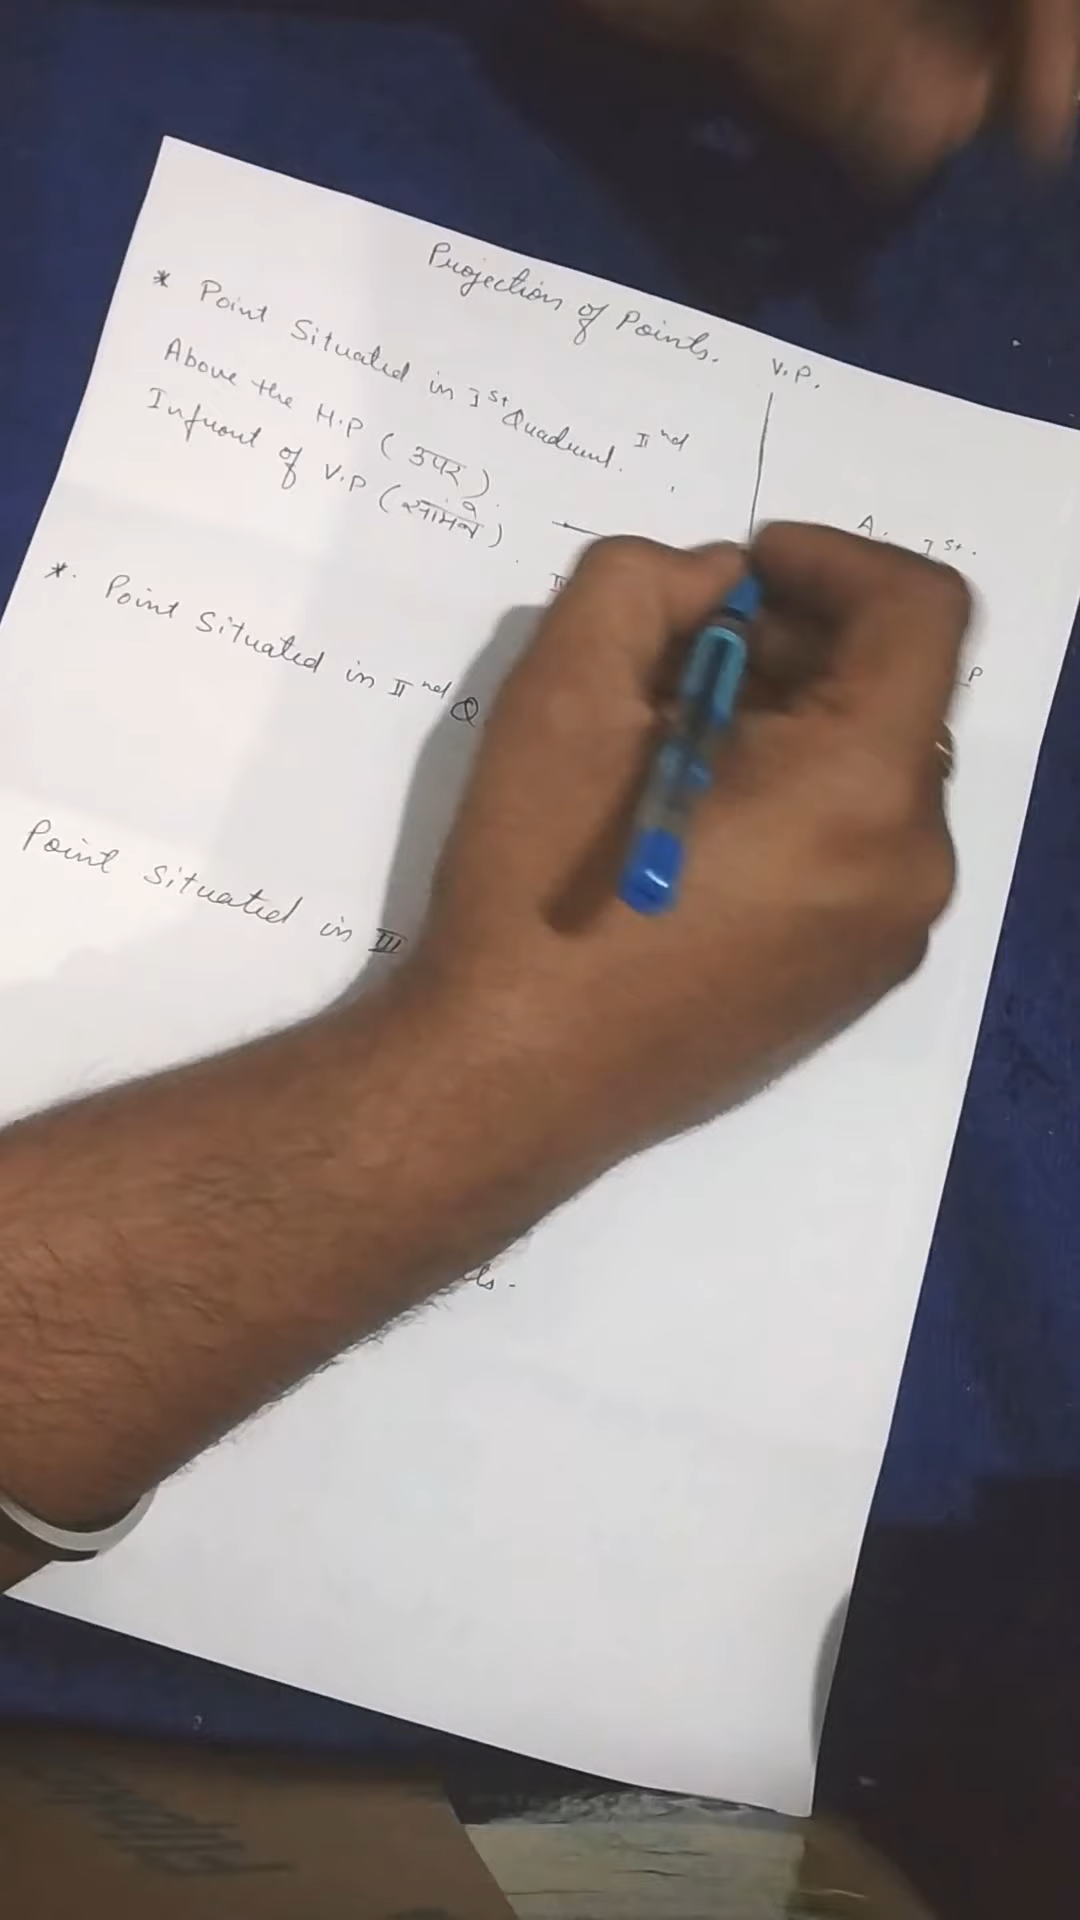 Projection of Points.
* Point Situated in Ist Quadrant.
Above the H.P (उपर).
Infront of V.P (सामने).
V.P.
IInd
A. Ist.
P
*. Point Situated in IInd Q.
Point Situated in III